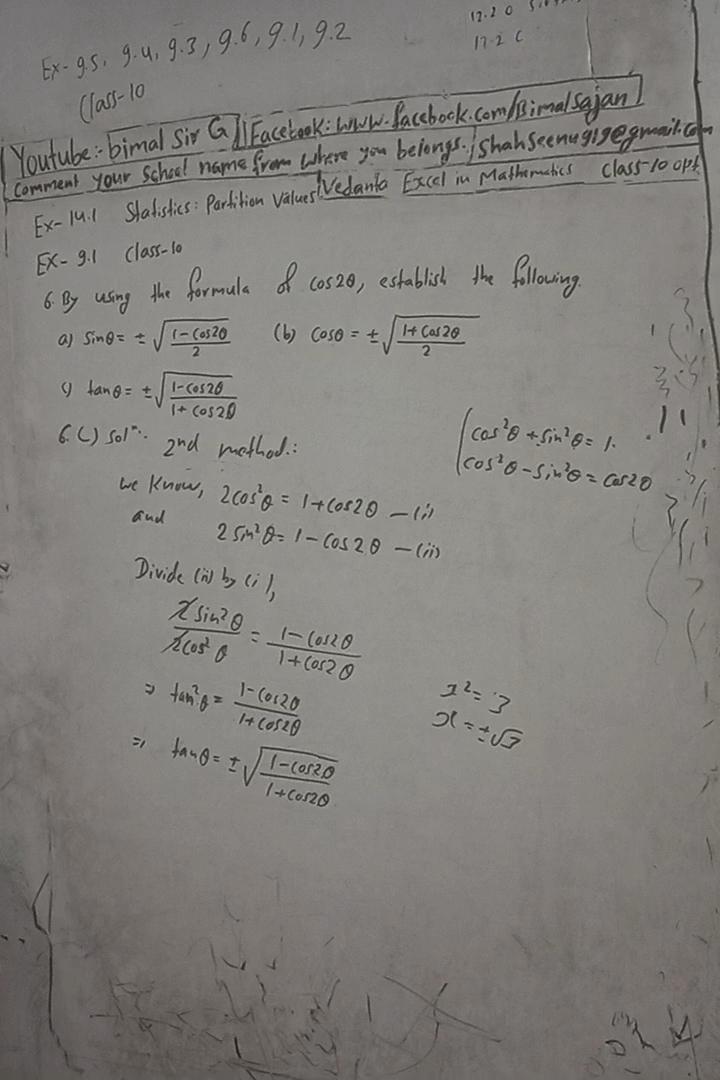 Ex- 9.5, 9.4, 9.3, 9.6, 9.1, 9.2
Class-10
12.2 C
Youtube:- bimal Sir G || Facebook: www.facebook.com/Bimalsajan
Comment your school name from where you belongs. | shahseenu919@gmail.com
Ex- 14.1 Statistics: Partition Values | Vedanta Excel in Mathematics Class-10 opt.
EX- 9.1 Class-10
6. By using the formula of cos2θ, establish the following.
a) sinθ = ± √((1-cos2θ)/2) (b) cosθ = ± √((1+cos2θ)/2)
c) tanθ = ± √((1-cos2θ)/(1+cos2θ))
6. C) solⁿ:. 2nd method.:
cos²θ + sin²θ = 1.
cos²θ - sin²θ = cos2θ
we know, 2cos²θ = 1+cos2θ —(i)
and 2 sin²θ = 1-cos2θ —(ii)
Divide (ii) by (i),
2sin²θ/2cos²θ = (1-cos2θ)/(1+cos2θ)
⇒ tan²θ = (1-cos2θ)/(1+cos2θ)
x² = 3
x = ±√3
⇒ tanθ = ± √((1-cos2θ)/(1+cos2θ))